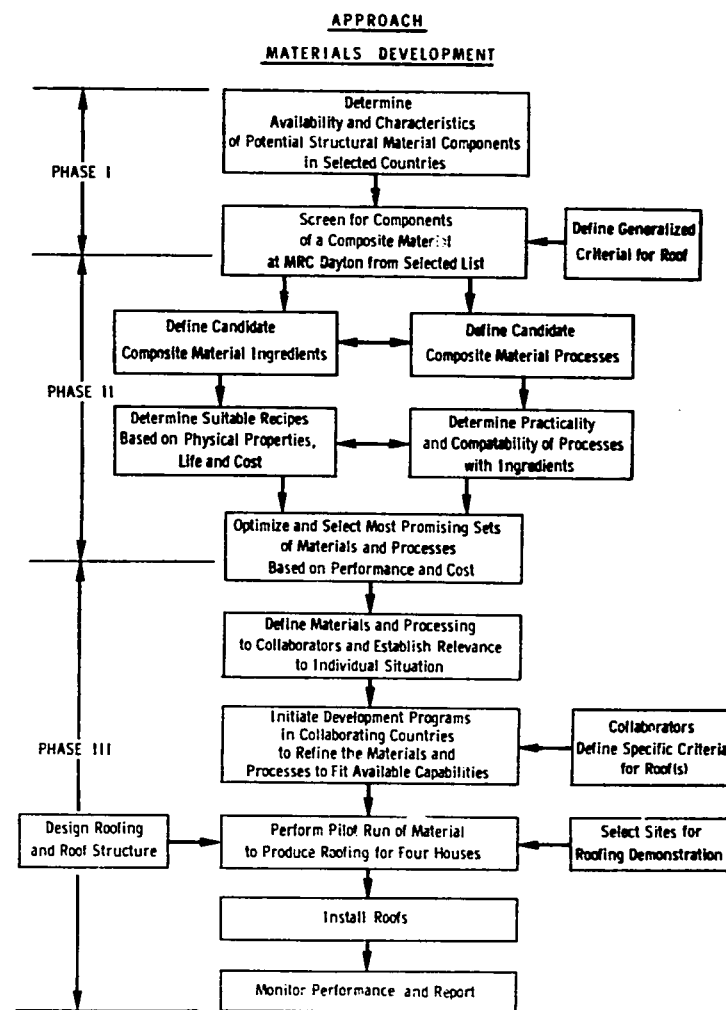 APPROACH
MATERIALS DEVELOPMENT
PHASE I
Determine
Availability and Characteristics
of Potential Structural Material Components
in Selected Countries
Screen for Components
of a Composite Material
at MRC Dayton from Selected List
Define Generalized
Criterial for Roof
PHASE II
Define Candidate
Composite Material Ingredients
Define Candidate
Composite Material Processes
Determine Suitable Recipes
Based on Physical Properties,
Life and Cost
Determine Practicality
and Compatability of Processes
with Ingredients
Optimize and Select Most Promising Sets
of Materials and Processes
Based on Performance and Cost
PHASE III
Define Materials and Processing
to Collaborators and Establish Relevance
to Individual Situation
Initiate Development Programs
in Collaborating Countries
to Refine the Materials and
Processes to Fit Available Capabilities
Collaborators
Define Specific Criteria
for Roof(s)
Design Roofing
and Roof Structure
Perform Pilot Run of Material
to Produce Roofing for Four Houses
Select Sites for
Roofing Demonstration
Install Roofs
Monitor Performance and Report